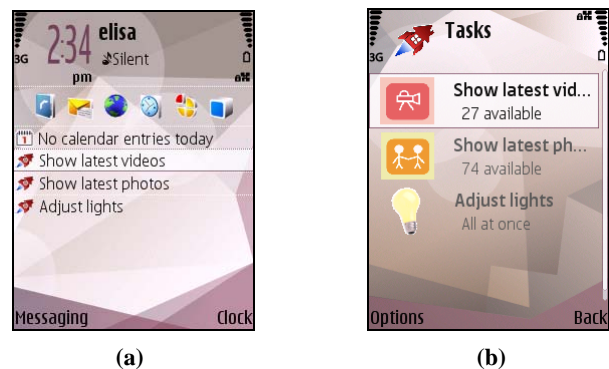 3G
2:34
pm
elisa
Silent
1
No calendar entries today
Show latest videos
Show latest photos
Adjust lights
Messaging
Clock
(a)
3G
Tasks
Show latest vid...
27 available
Show latest ph...
74 available
Adjust lights
All at once
Options
Back
(b)